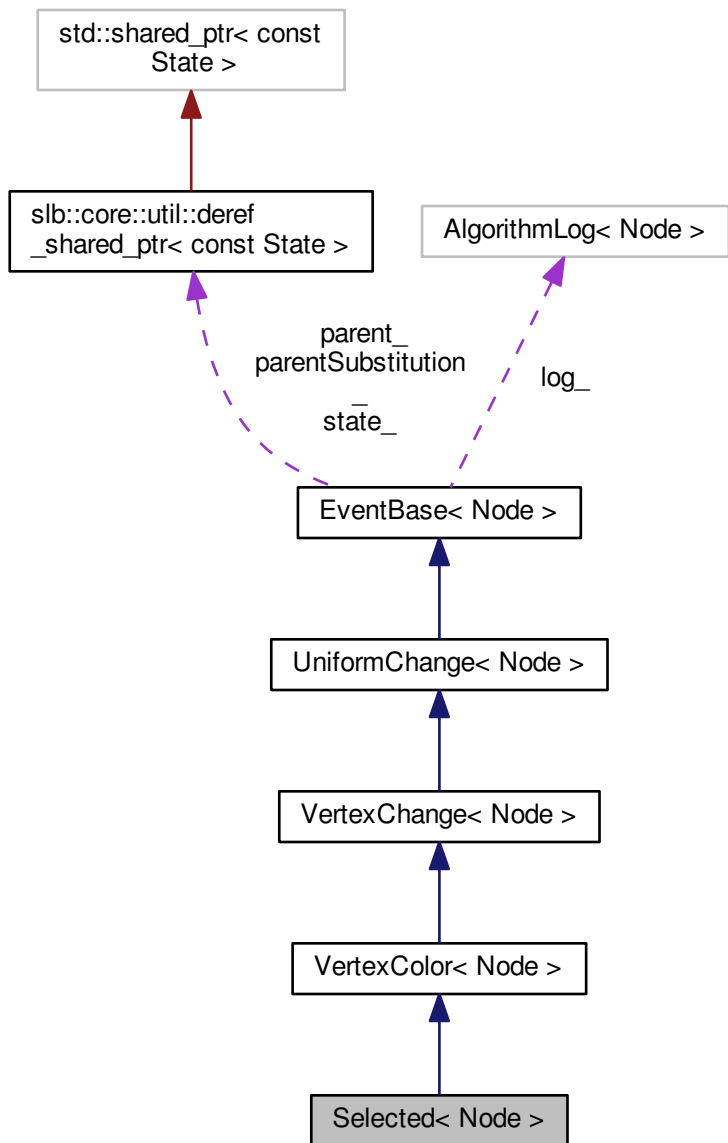 std::shared_ptr< const
State >
slb::core::util::deref
_shared_ptr< const State >
AlgorithmLog< Node >
parent_
parentSubstitution
_
state_
log_
EventBase< Node >
UniformChange< Node >
VertexChange< Node >
VertexColor< Node >
Selected< Node >